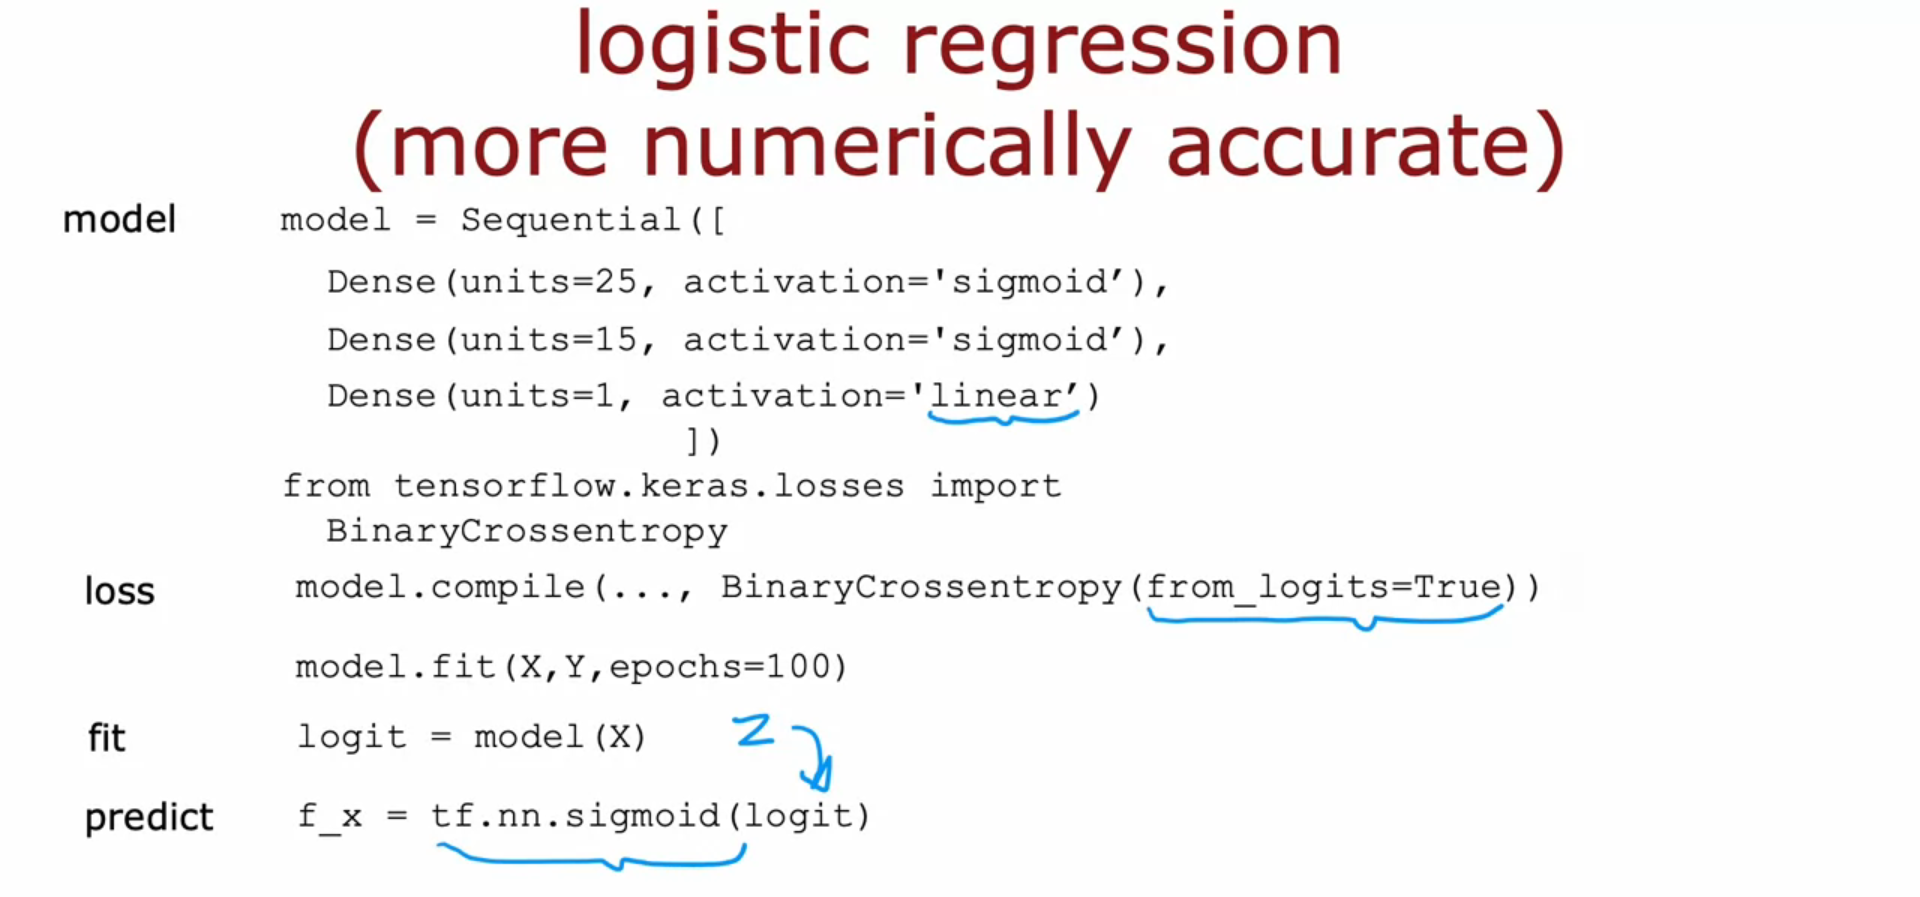 logistic regression
(more numerically accurate)
model model = Sequential([
Dense(units=25, activation='sigmoid’),
Dense(units=15, activation='sigmoid’),
Dense(units=1, activation='linear’)
])
from tensorflow.keras.losses import
BinaryCrossentropy
loss model.compile(..., BinaryCrossentropy(from_logits=True))
model.fit(X,Y,epochs=100)
fit logit = model(X) z
predict f_x = tf.nn.sigmoid(logit)